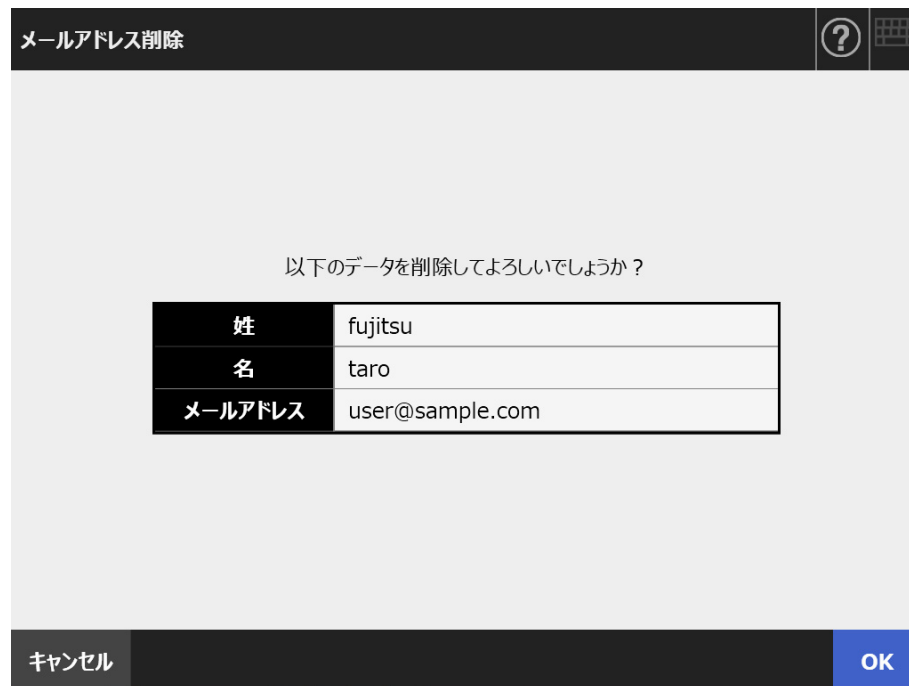 メールアドレス削除
以下のデータを削除してよろしいでしょうか？
姓 fujitsu
名 taro
メールアドレス user@sample.com
キャンセル OK